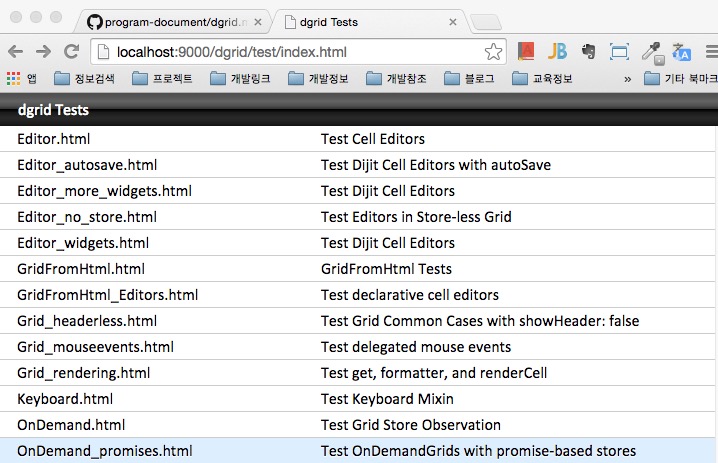 program-document/dgrid.m
dgrid Tests
localhost:9000/dgrid/test/index.html
JB
앱 정보검색 프로젝트 개발링크 개발정보 개발참조 블로그 교육정보 » 기타 북마크
dgrid Tests
Editor.html Test Cell Editors
Editor_autosave.html Test Dijit Cell Editors with autoSave
Editor_more_widgets.html Test Dijit Cell Editors
Editor_no_store.html Test Editors in Store-less Grid
Editor_widgets.html Test Dijit Cell Editors
GridFromHtml.html GridFromHtml Tests
GridFromHtml_Editors.html Test declarative cell editors
Grid_headerless.html Test Grid Common Cases with showHeader: false
Grid_mouseevents.html Test delegated mouse events
Grid_rendering.html Test get, formatter, and renderCell
Keyboard.html Test Keyboard Mixin
OnDemand.html Test Grid Store Observation
OnDemand_promises.html Test OnDemandGrids with promise-based stores